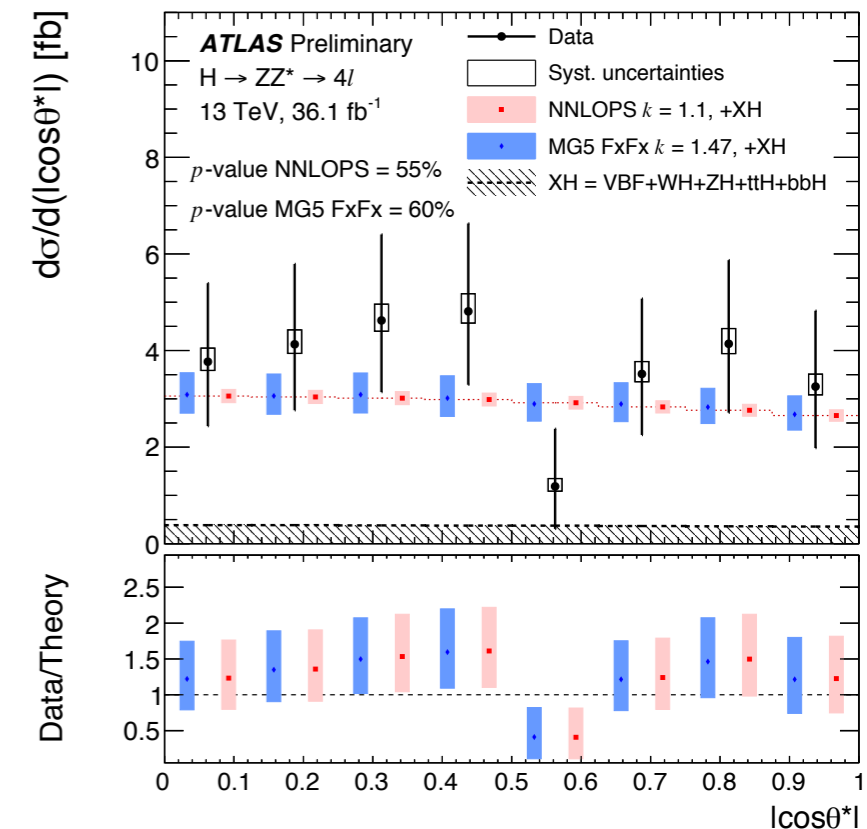 dσ/d(|cosθ*|) [fb]
10
8
6
4
2
0
ATLAS Preliminary
H → ZZ* → 4l
13 TeV, 36.1 fb⁻¹
p-value NNLOPS = 55%
p-value MG5 FxFx = 60%
Data
Syst. uncertainties
NNLOPS k = 1.1, +XH
MG5 FxFx k = 1.47, +XH
XH = VBF+WH+ZH+ttH+bbH
Data/Theory
2.5
2
1.5
1
0.5
0 0.1 0.2 0.3 0.4 0.5 0.6 0.7 0.8 0.9 1
|cosθ*|